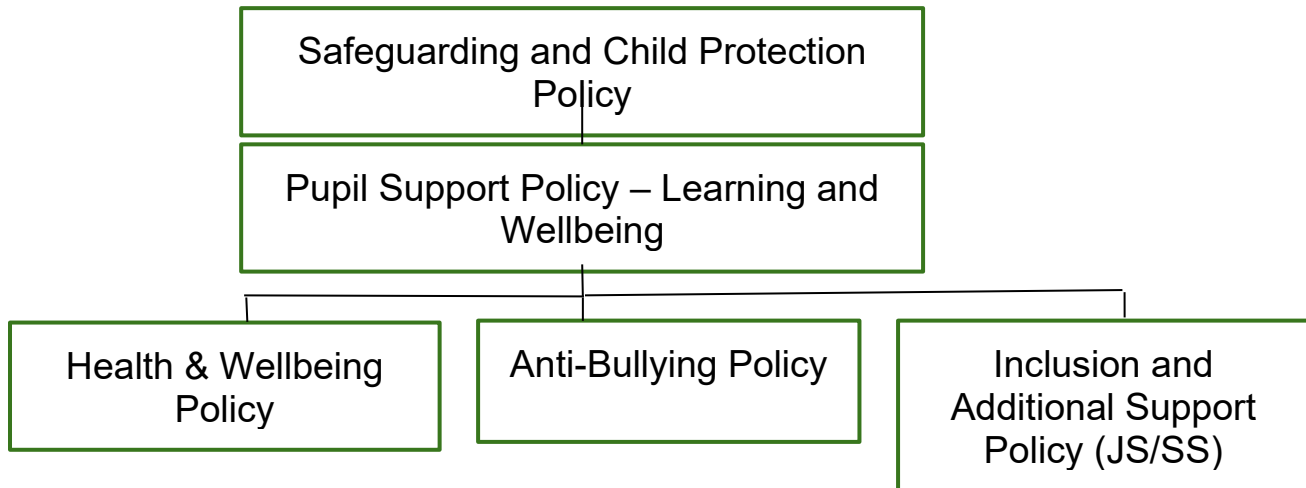 Safeguarding and Child Protection
Policy
Pupil Support Policy – Learning and
Wellbeing
Health & Wellbeing
Policy
Anti-Bullying Policy
Inclusion and
Additional Support
Policy (JS/SS)